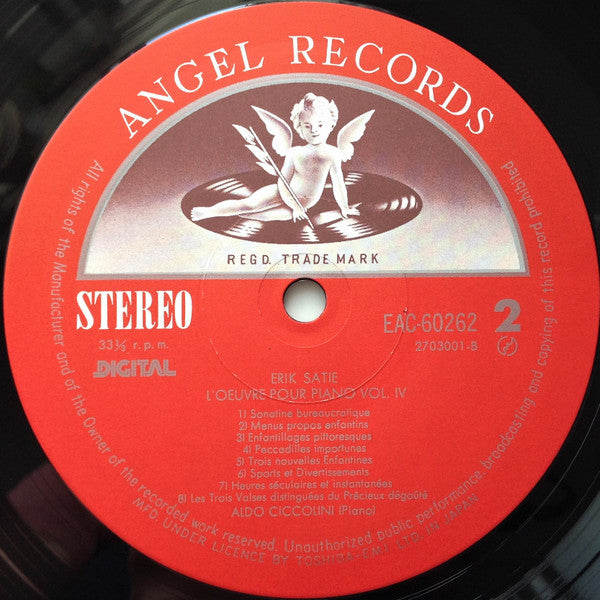 ANGEL RECORDS
REGD. TRADE MARK
STEREO
33⅓ r.p.m.
DIGITAL
EAC-60262 2
2703001-B
ERIK SATIE
L'OEUVRE POUR PIANO VOL. IV
1) Sonatine bureaucratique
2) Menus propos enfantins
3) Enfantillages pittoresques
4) Peccadilles importunes
5) Trois nouvelles Enfantines
6) Sports et Divertissements
7) Heures séculaires et instantanées
8) Les Trois Valses distinguées du Précieux dégoûté
ALDO CICCOLINI (Piano)
All rights of the Manufacturer and of the Owner of the recorded work reserved. Unauthorized public performance, broadcasting and copying of this record prohibited
MFD. UNDER LICENCE BY TOSHIBA-EMI LTD. IN JAPAN